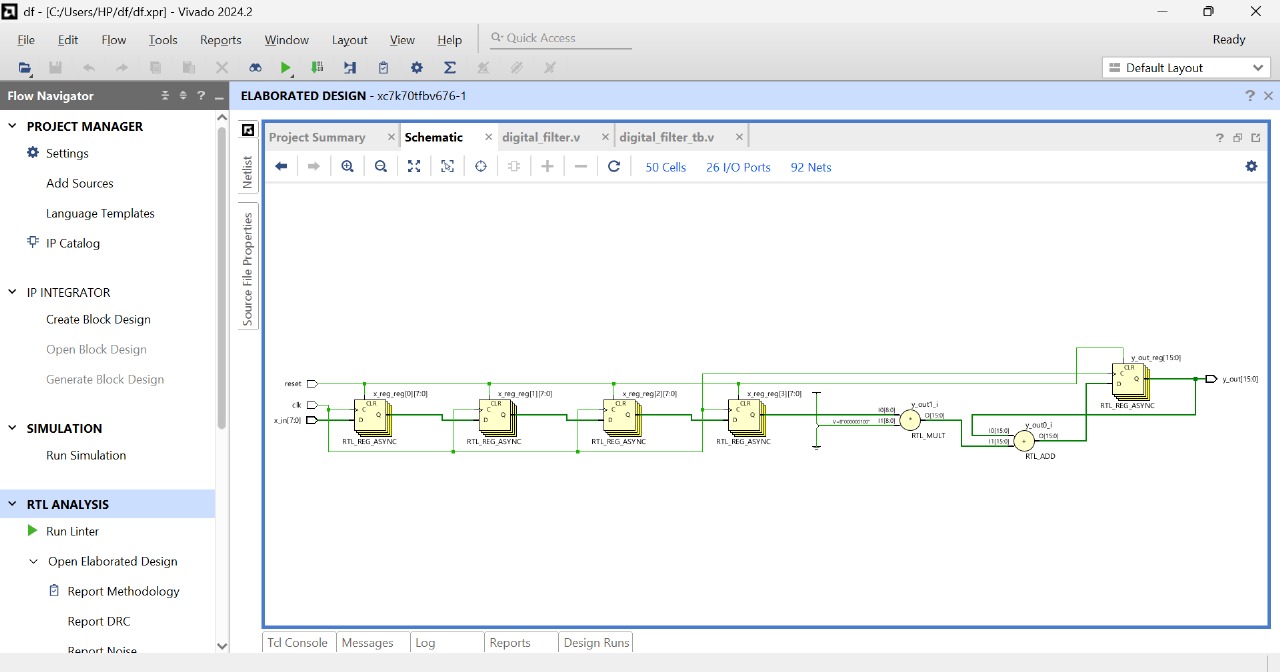 df - [C:/Users/HP/df/df.xpr] - Vivado 2024.2
File Edit Flow Tools Reports Window Layout View Help Quick Access Ready
Default Layout
Flow Navigator
ELABORATED DESIGN - xc7k70tfbv676-1
PROJECT MANAGER
Settings
Add Sources
Language Templates
IP Catalog
IP INTEGRATOR
Create Block Design
Open Block Design
Generate Block Design
SIMULATION
Run Simulation
RTL ANALYSIS
Run Linter
Open Elaborated Design
Report Methodology
Report DRC
Report Noise
Netlist
Source File Properties
Project Summary Schematic digital_filter.v digital_filter_tb.v
50 Cells 26 I/O Ports 92 Nets
reset
clk
x_in[7:0]
x_reg_reg[0][7:0]
CLR
C
D
Q
RTL_REG_ASYNC
x_reg_reg[1][7:0]
CLR
C
D
Q
RTL_REG_ASYNC
x_reg_reg[2][7:0]
CLR
C
D
Q
RTL_REG_ASYNC
x_reg_reg[3][7:0]
CLR
C
D
Q
RTL_REG_ASYNC
y_out1_i
I0[8:0]
I1[8:0]
O[15:0]
RTL_MULT
y_out0_i
I0[15:0]
I1[15:0]
O[15:0]
+
RTL_ADD
y_out_reg[15:0]
CLR
C
D
Q
RTL_REG_ASYNC
y_out[15:0]
Tcl Console Messages Log Reports Design Runs